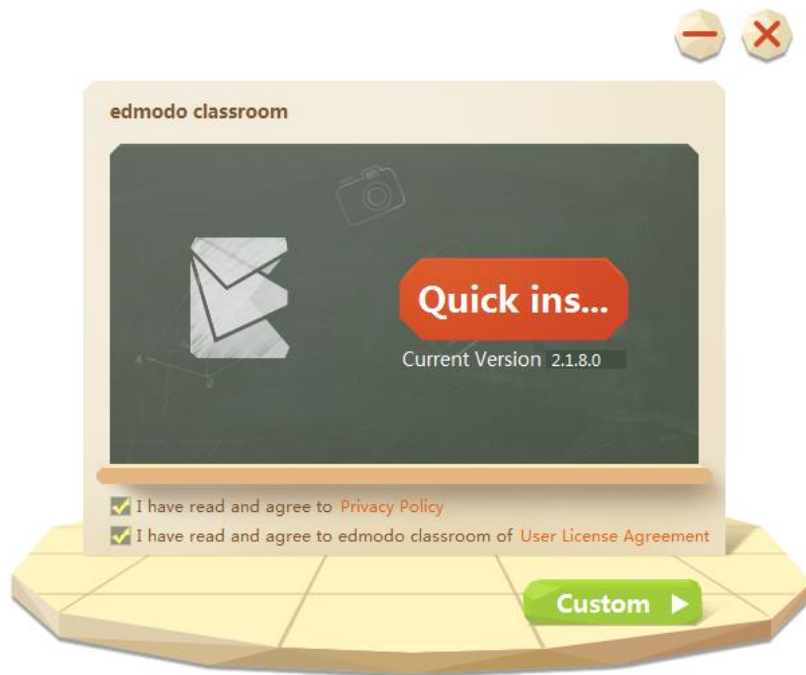 edmodo classroom
Quick ins...
Current Version 2.1.8.0
I have read and agree to Privacy Policy
I have read and agree to edmodo classroom of User License Agreement
Custom